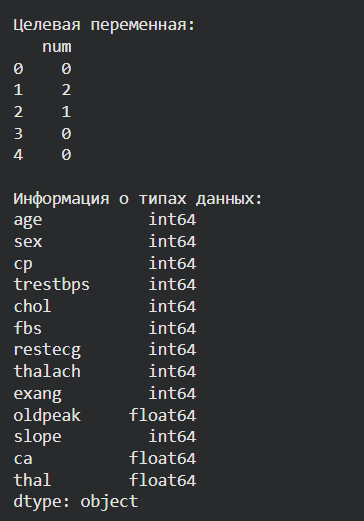 Целевая переменная:
   num
0    0
1    2
2    1
3    0
4    0

Информация о типах данных:
age           int64
sex           int64
cp            int64
trestbps      int64
chol          int64
fbs           int64
restecg       int64
thalach       int64
exang         int64
oldpeak     float64
slope         int64
ca          float64
thal        float64
dtype: object